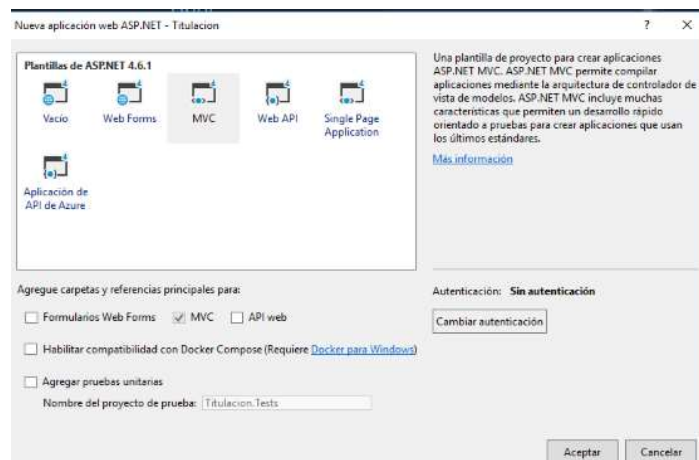 Nueva aplicación web ASP.NET - Titulacion
? X
Plantillas de ASP.NET 4.6.1
Vacío
Web Forms
MVC
Web API
Single Page
Application
Aplicación de
API de Azure
Una plantilla de proyecto para crear aplicaciones
ASP.NET MVC. ASP.NET MVC permite compilar
aplicaciones mediante la arquitectura de controlador de
vista de modelos. ASP.NET MVC incluye muchas
características que permiten un desarrollo rápido
orientado a pruebas para crear aplicaciones que usan
los últimos estándares.
Más información
Agregue carpetas y referencias principales para:
Formularios Web Forms
MVC
API web
Habilitar compatibilidad con Docker Compose (Requiere Docker para Windows)
Agregar pruebas unitarias
Nombre del proyecto de prueba: Titulacion.Tests
Autenticación: Sin autenticación
Cambiar autenticación
Aceptar
Cancelar